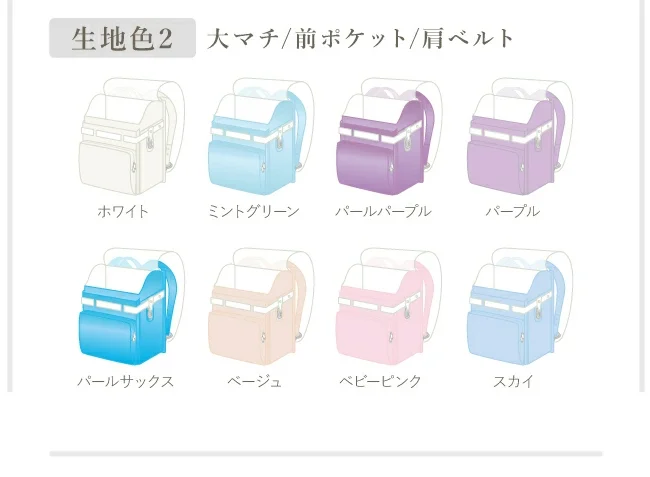 生地色2 大マチ/前ポケット/肩ベルト
ホワイト ミントグリーン パールパープル パープル
パールサックス ベージュ ベビーピンク スカイ